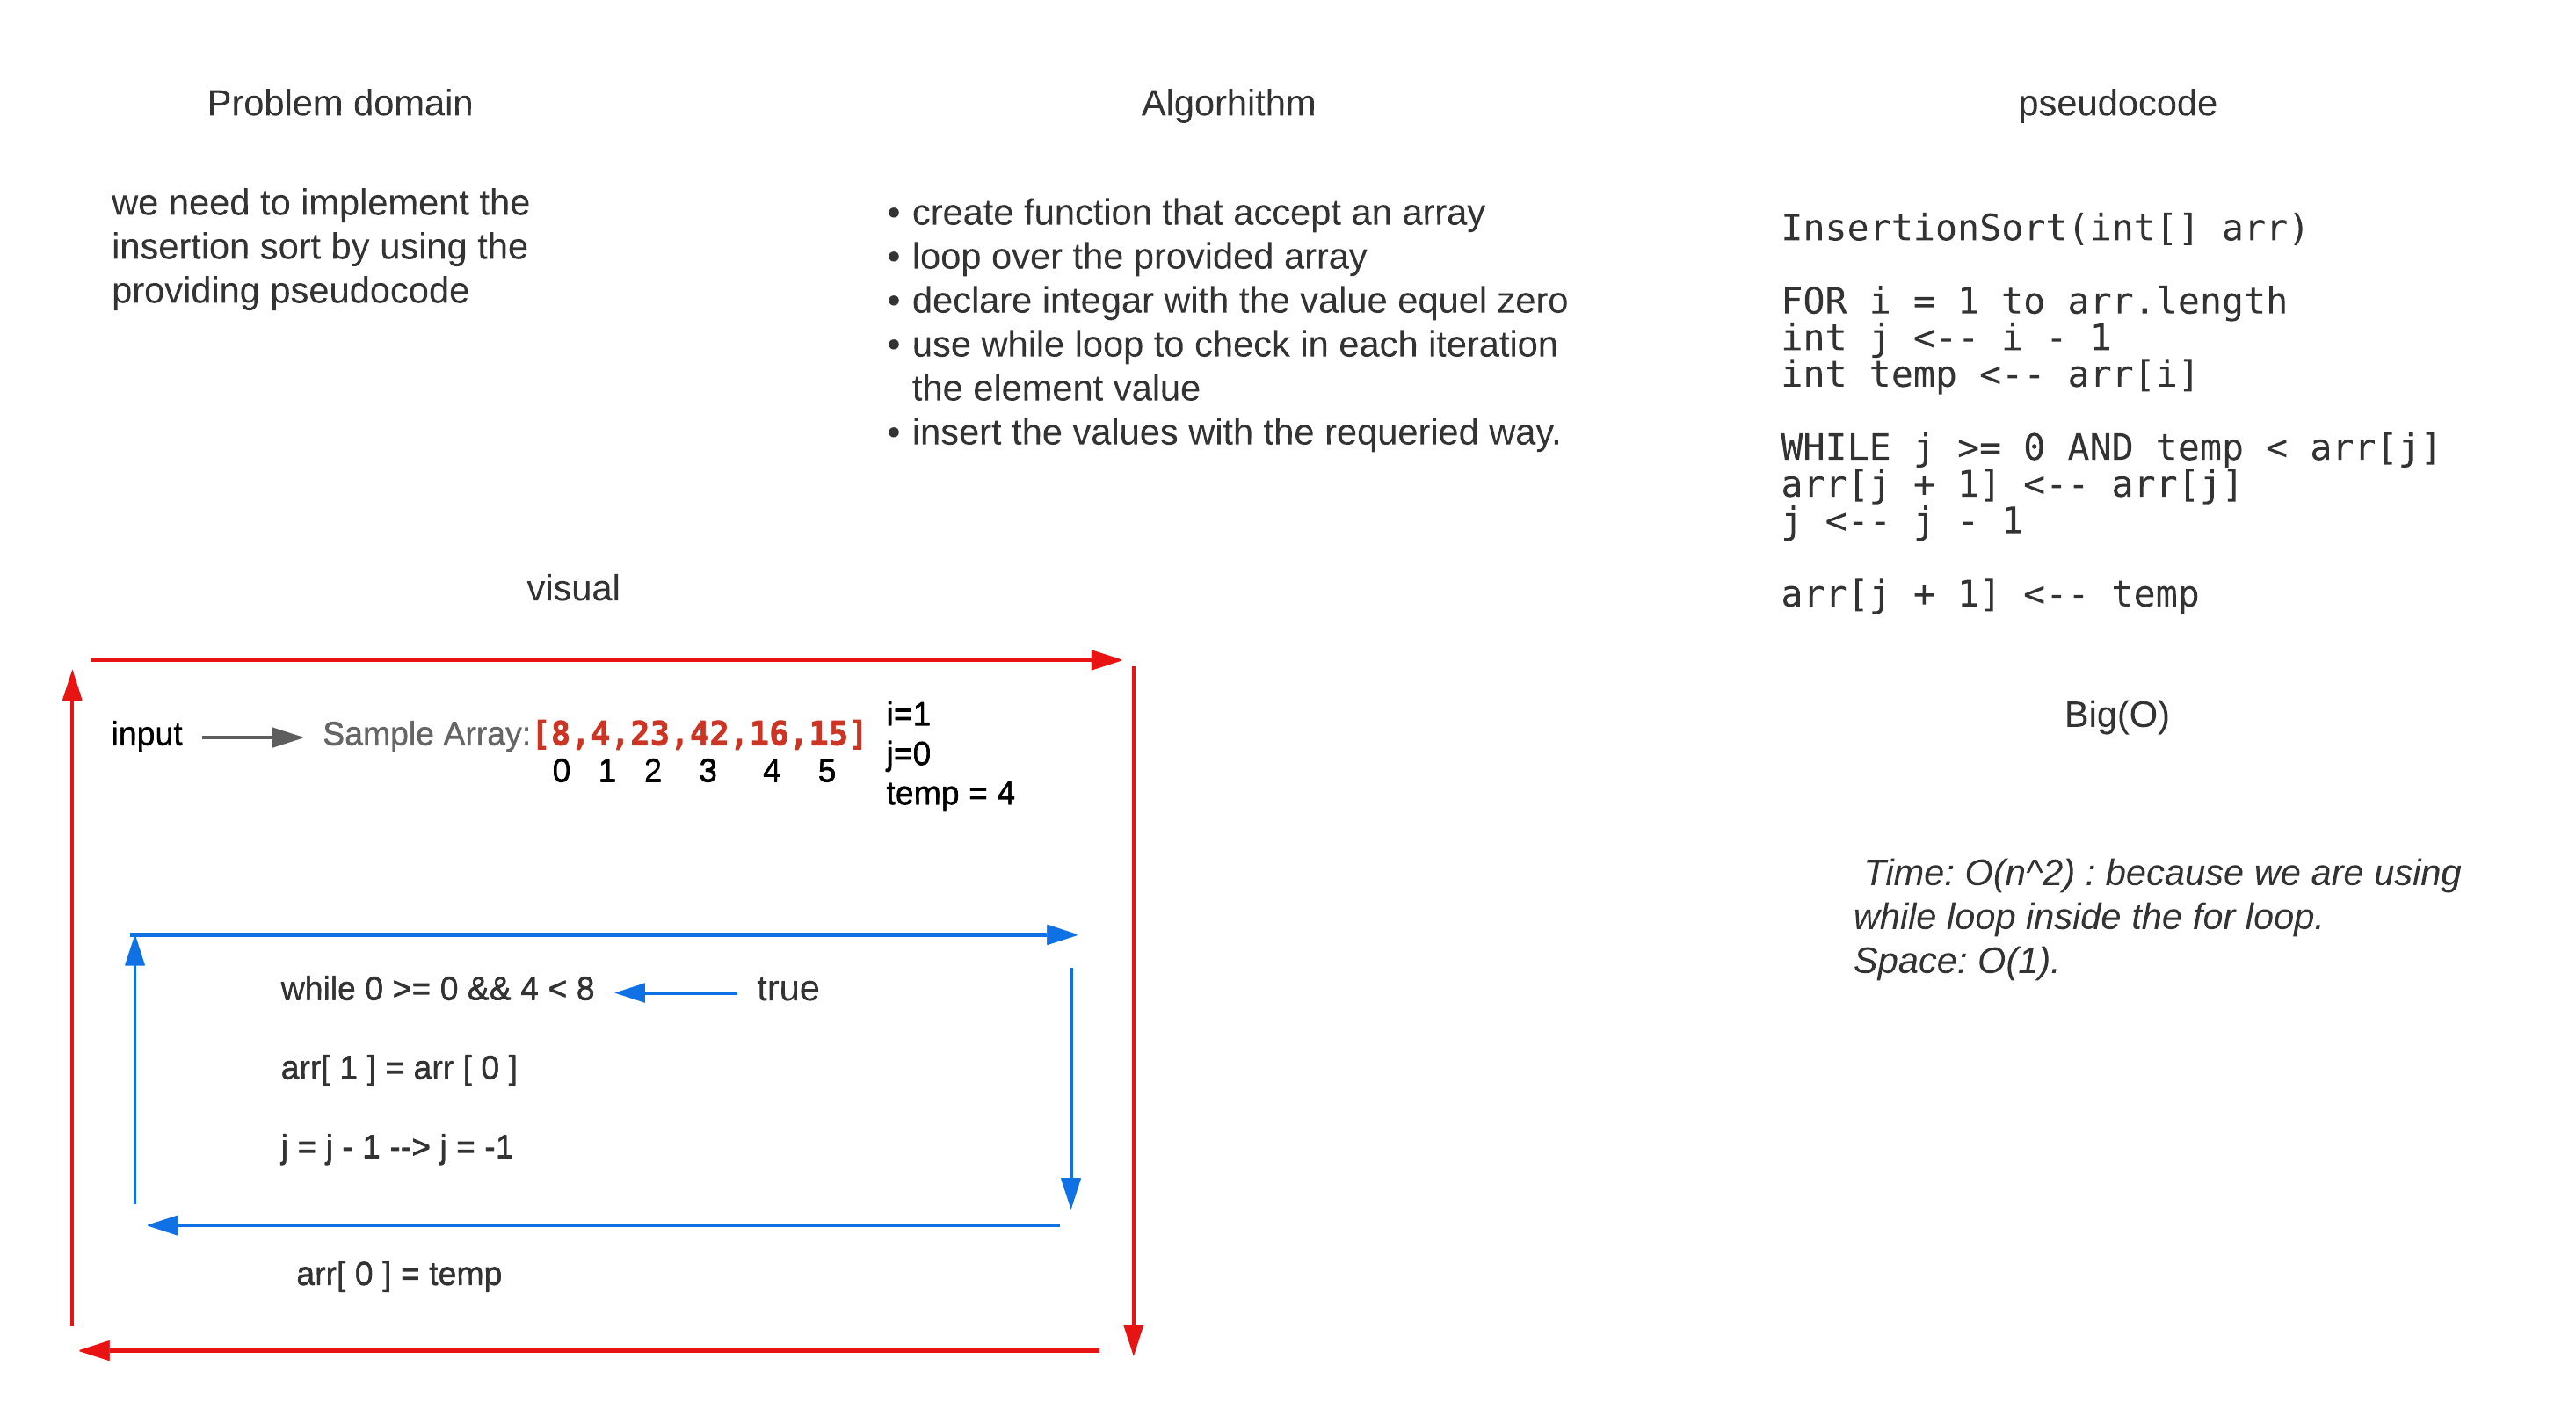 Problem domain
we need to implement the
insertion sort by using the
providing pseudocode
Algorhithm
• create function that accept an array
• loop over the provided array
• declare integar with the value equel zero
• use while loop to check in each iteration
the element value
• insert the values with the requeried way.
pseudocode
InsertionSort(int[] arr)
FOR i = 1 to arr.length
int j <-- i - 1
int temp <-- arr[i]
WHILE j >= 0 AND temp < arr[j]
arr[j + 1] <-- arr[j]
j <-- j - 1
arr[j + 1] <-- temp
visual
input
Sample Array:[8,4,23,42,16,15]
0 1 2 3 4 5
i=1
j=0
temp = 4
while 0 >= 0 && 4 < 8
true
arr[ 1 ] = arr [ 0 ]
j = j - 1 --> j = -1
arr[ 0 ] = temp
Big(O)
Time: O(n^2) : because we are using
while loop inside the for loop.
Space: O(1).